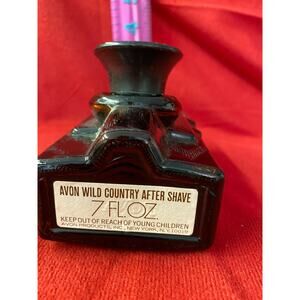 AVON WILD COUNTRY AFTER SHAVE
7 FL. OZ.
KEEP OUT OF REACH OF YOUNG CHILDREN
AVON PRODUCTS, INC., NEW YORK, N.Y. 10019